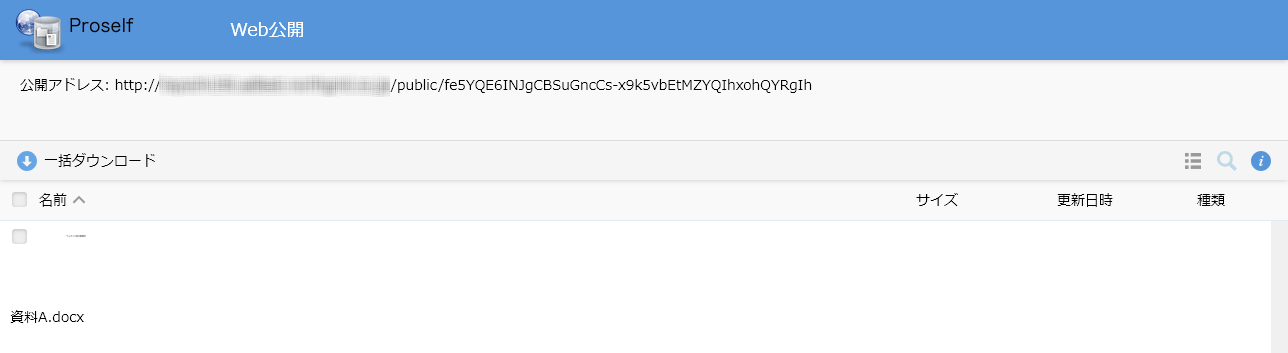 Proself
Web公開
公開アドレス: http:///public/fe5YQE6INJgCBSuGnccCs-x9k5vbEtMZYQIhxohQYRgIh
一括ダウンロード
名前 サイズ 更新日時 種類
資料A.docx